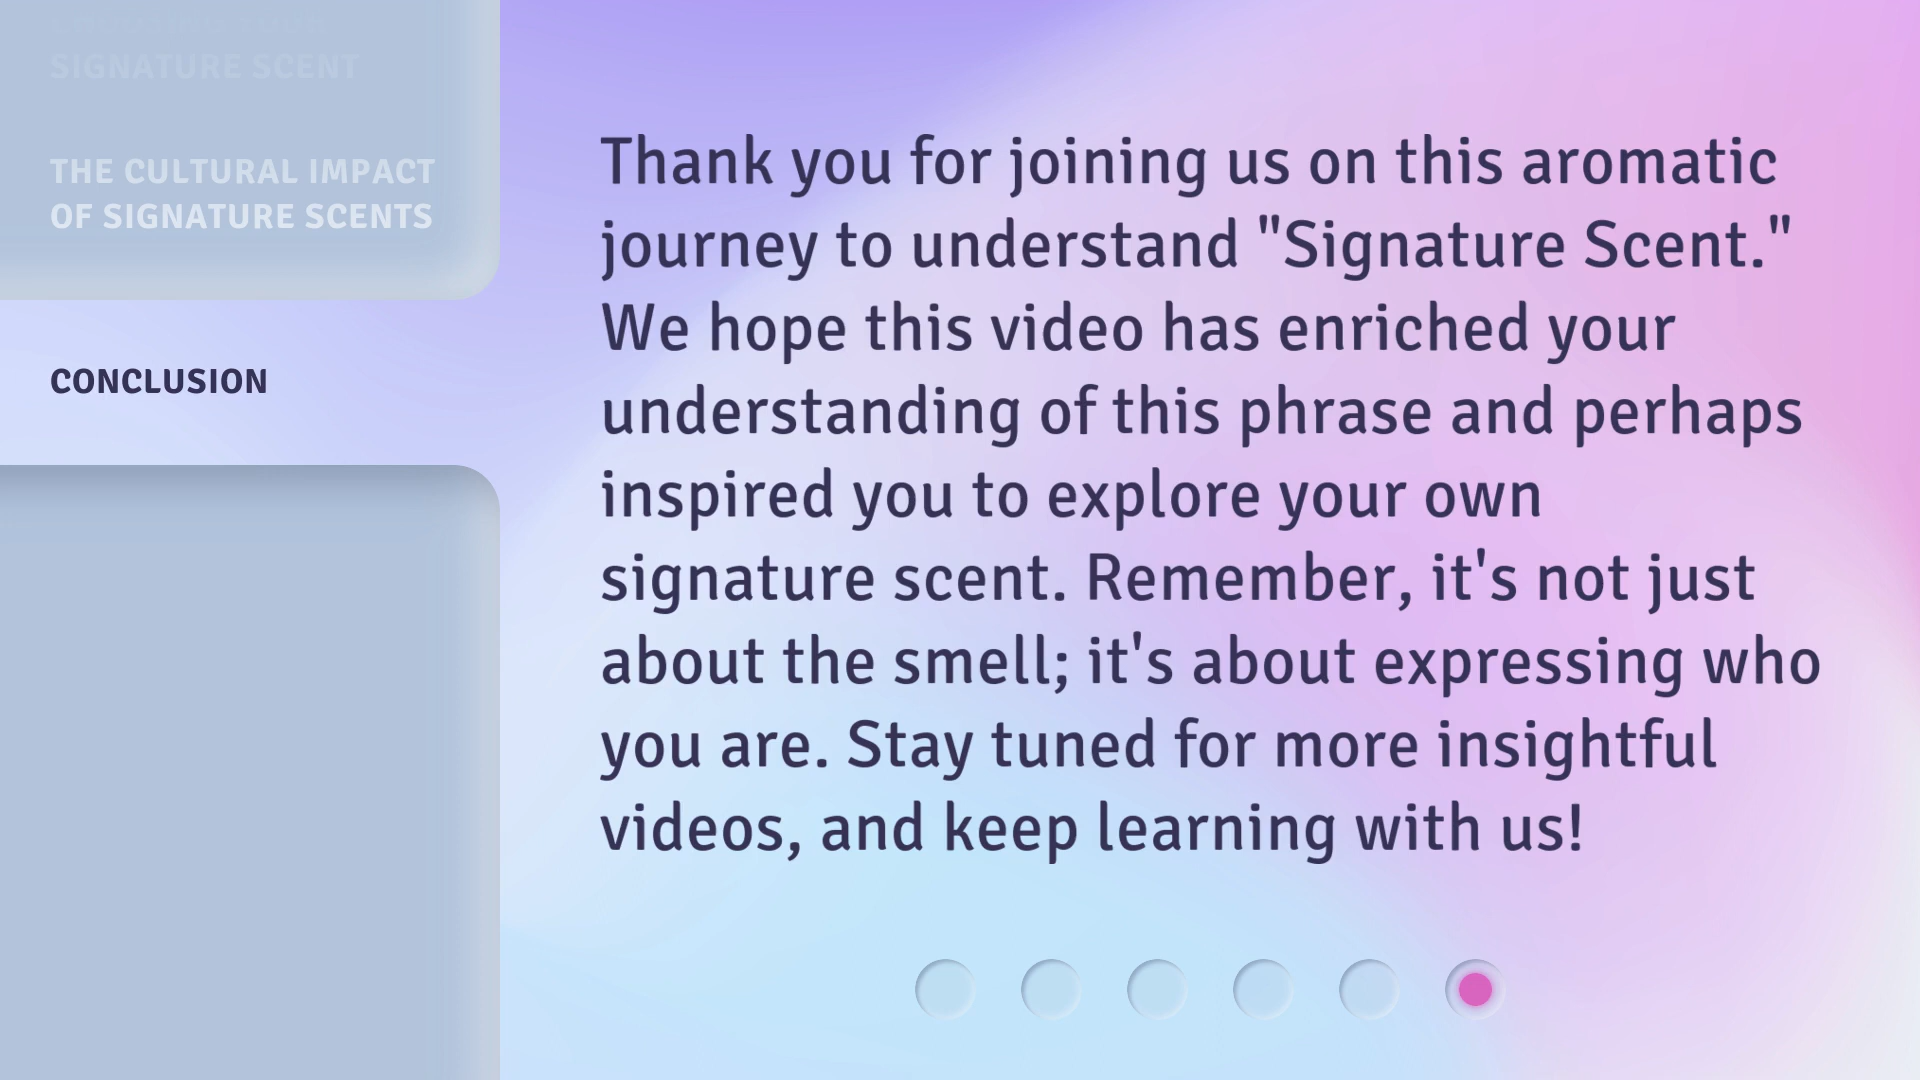 SIGNATURE SCENT
THE CULTURAL IMPACT
OF SIGNATURE SCENTS
CONCLUSION
Thank you for joining us on this aromatic
journey to understand "Signature Scent."
We hope this video has enriched your
understanding of this phrase and perhaps
inspired you to explore your own
signature scent. Remember, it's not just
about the smell; it's about expressing who
you are. Stay tuned for more insightful
videos, and keep learning with us!